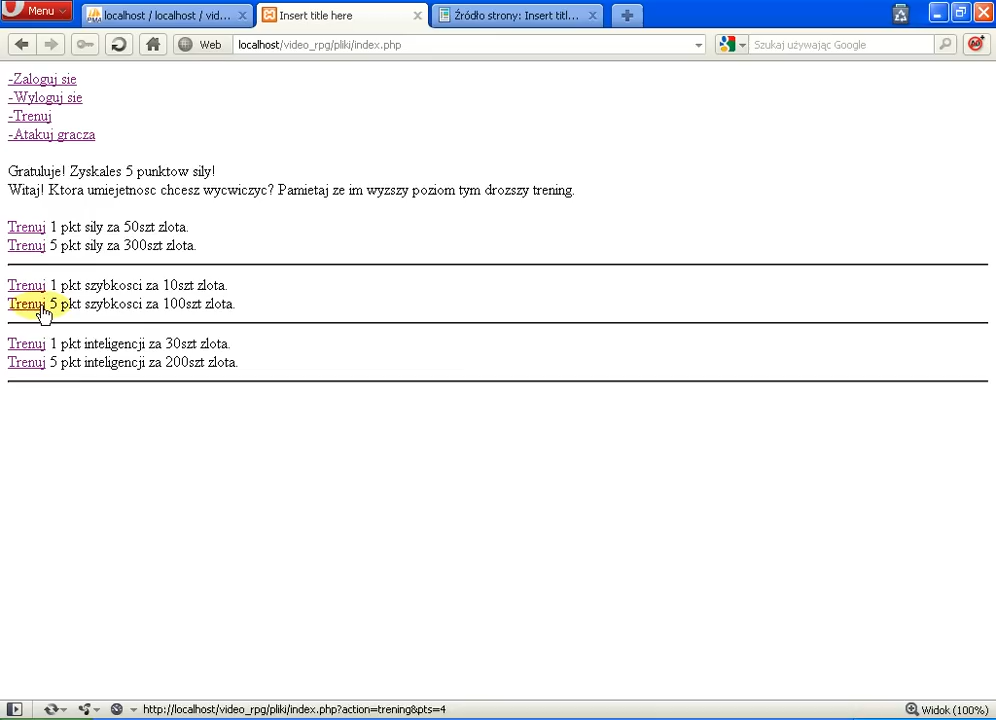 Menu
localhost / localhost / vid...
Insert title here
Źródło strony: Insert titl...
Web
localhost/video_rpg/pliki/index.php
Szukaj używając Google
-Zaloguj sie
-Wyloguj sie
-Trenuj
-Atakuj gracza
Gratuluje! Zyskales 5 punktow sily!
Witaj! Ktora umiejetnosc chcesz wycwiczyc? Pamietaj ze im wyzszy poziom tym drozszy trening.
Trenuj 1 pkt sily za 50szt zlota.
Trenuj 5 pkt sily za 300szt zlota.
Trenuj 1 pkt szybkosci za 10szt zlota.
Trenuj 5 pkt szybkosci za 100szt zlota.
Trenuj 1 pkt inteligencji za 30szt zlota.
Trenuj 5 pkt inteligencji za 200szt zlota.
http://localhost/video_rpg/pliki/index.php?action=trening&pts=4
Widok (100%)